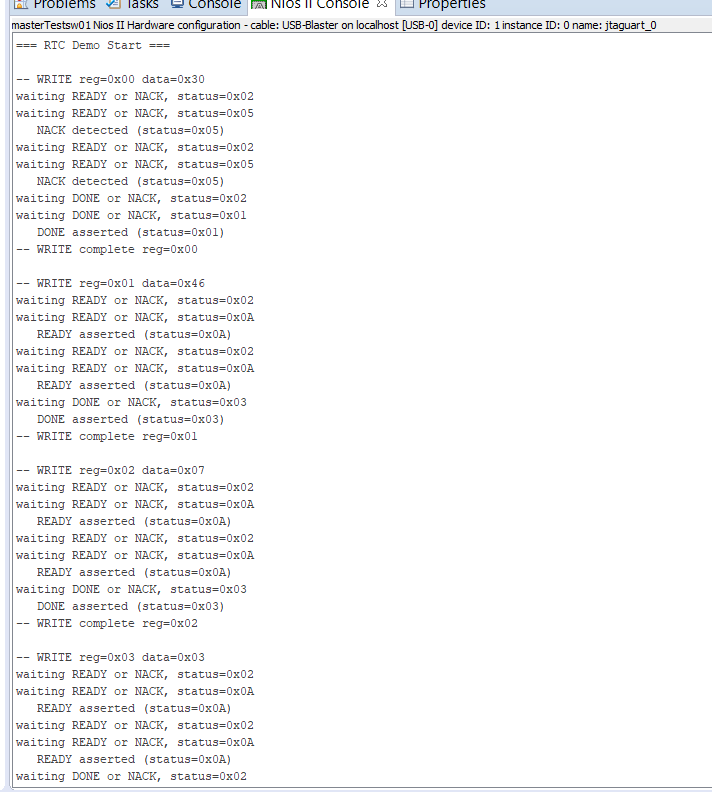 Problems Tasks Console Nios II Console Properties
masterTestsw01 Nios II Hardware configuration - cable: USB-Blaster on localhost [USB-0] device ID: 1 instance ID: 0 name: jtaguart_0
=== RTC Demo Start ===
-- WRITE reg=0x00 data=0x30
waiting READY or NACK, status=0x02
waiting READY or NACK, status=0x05
NACK detected (status=0x05)
waiting READY or NACK, status=0x02
waiting READY or NACK, status=0x05
NACK detected (status=0x05)
waiting DONE or NACK, status=0x02
waiting DONE or NACK, status=0x01
DONE asserted (status=0x01)
-- WRITE complete reg=0x00
-- WRITE reg=0x01 data=0x46
waiting READY or NACK, status=0x02
waiting READY or NACK, status=0x0A
READY asserted (status=0x0A)
waiting READY or NACK, status=0x02
waiting READY or NACK, status=0x0A
READY asserted (status=0x0A)
waiting DONE or NACK, status=0x03
DONE asserted (status=0x03)
-- WRITE complete reg=0x01
-- WRITE reg=0x02 data=0x07
waiting READY or NACK, status=0x02
waiting READY or NACK, status=0x0A
READY asserted (status=0x0A)
waiting READY or NACK, status=0x02
waiting READY or NACK, status=0x0A
READY asserted (status=0x0A)
waiting DONE or NACK, status=0x03
DONE asserted (status=0x03)
-- WRITE complete reg=0x02
-- WRITE reg=0x03 data=0x03
waiting READY or NACK, status=0x02
waiting READY or NACK, status=0x0A
READY asserted (status=0x0A)
waiting READY or NACK, status=0x02
waiting READY or NACK, status=0x0A
READY asserted (status=0x0A)
waiting DONE or NACK, status=0x02